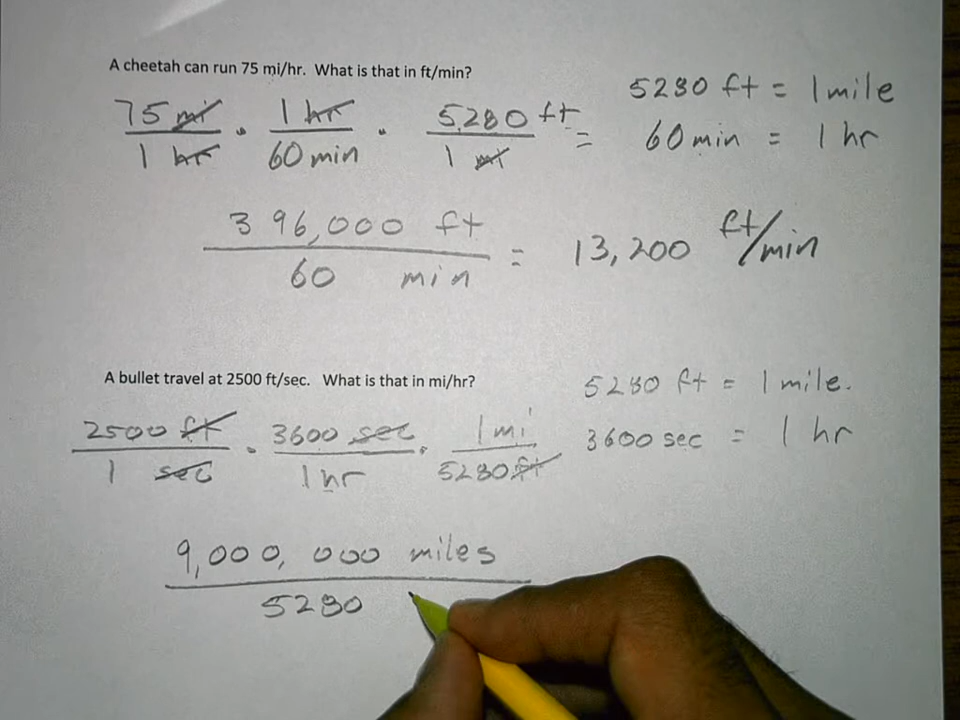 A cheetah can run 75 mi/hr. What is that in ft/min?
5280 ft = 1 mile
75 mi / 1 hr · 1 hr / 60 min · 5280 ft / 1 mi =
60 min = 1 hr
396,000 ft / 60 min = 13,200 ft/min
A bullet travel at 2500 ft/sec. What is that in mi/hr?
5280 ft = 1 mile.
2500 ft / 1 sec · 3600 sec / 1 hr · 1 mi / 5280 ft
3600 sec = 1 hr
9,000,000 miles / 5280